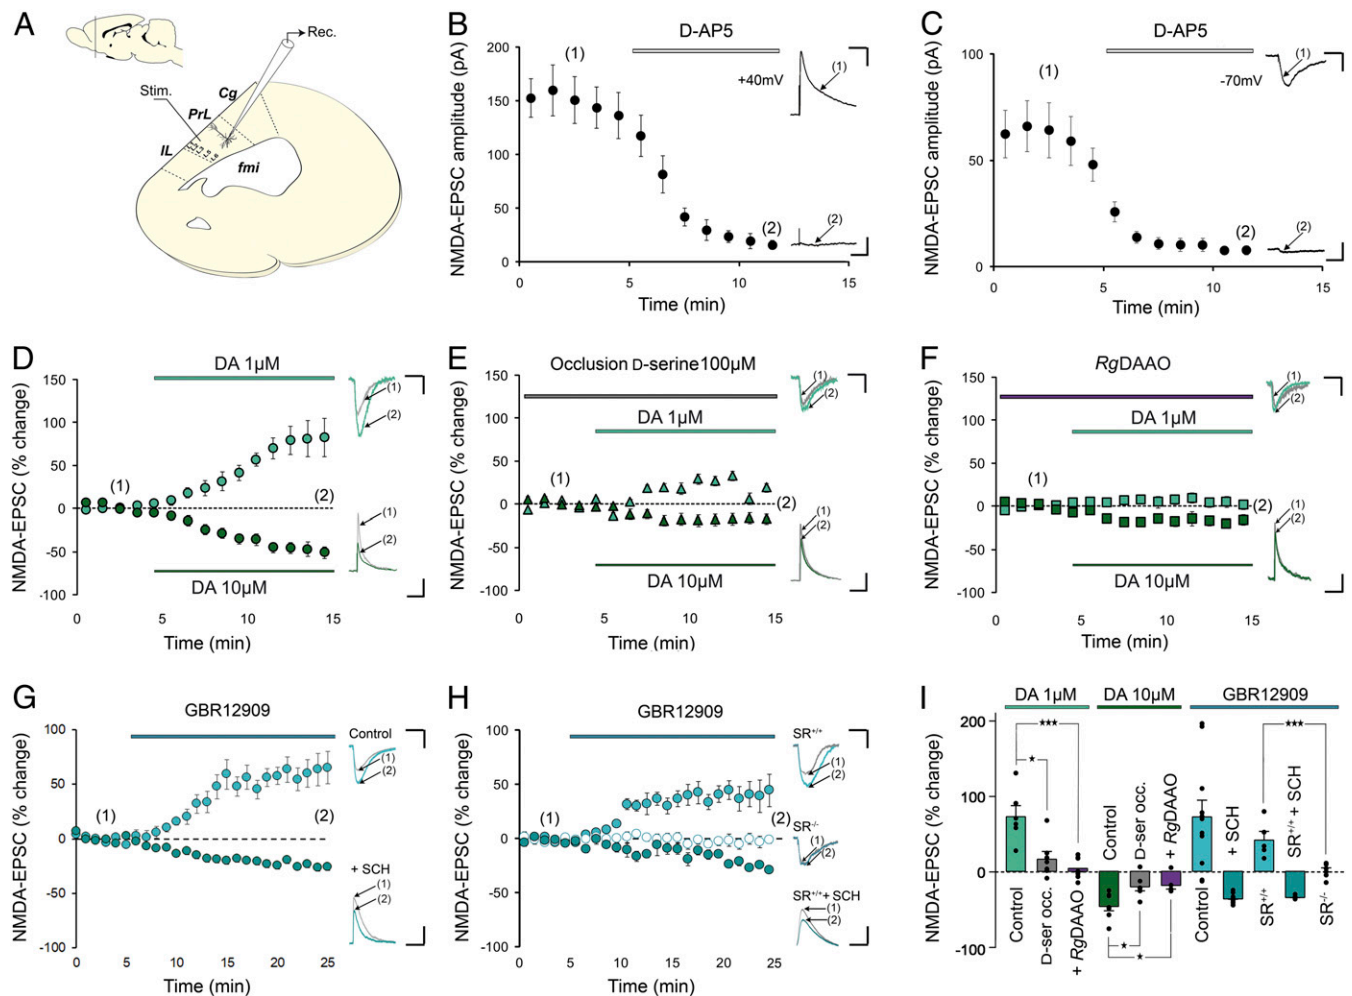 A
Rec.
Stim.
Cg
PrL
IL
fmi
B
D-AP5
NMDA-EPSC amplitude (pA)
200
150
100
50
0
(1)
+40mV
(1)
(2)
(2)
0
5
10
15
Time (min)
C
D-AP5
NMDA-EPSC amplitude (pA)
100
50
0
(1)
-70mV
(1)
(2)
(2)
0
5
10
15
Time (min)
D
DA 1µM
NMDA-EPSC (% change)
150
100
50
0
-50
-100
(1)
(2)
(1)
(2)
(1)
(2)
DA 10µM
0 5 10 15
Time (min)
E
Occlusion D-serine100µM
DA 1µM
NMDA-EPSC (% change)
150
100
50
0
-50
-100
(1)
(2)
(1)
(2)
(1)
(2)
DA 10µM
0 5 10 15
Time (min)
F
RgDAAO
DA 1µM
NMDA-EPSC (% change)
150
100
50
0
-50
-100
(1)
(2)
(1)
(2)
(1)
(2)
DA 10µM
0 5 10 15
Time (min)
G
GBR12909
NMDA-EPSC (% change)
100
50
0
-50
-100
Control
(1)
(2)
(1)
(2)
+ SCH
(1)
(2)
0 5 10 15 20 25
Time (min)
H
GBR12909
NMDA-EPSC (% change)
100
50
0
-50
-100
SR+/+
(1)
(2)
(1)
(2)
SR-/-
(1)
(2)
SR+/+ + SCH
(1)
(2)
0 5 10 15 20 25
Time (min)
I
DA 1µM DA 10µM GBR12909
NMDA-EPSC (% change)
200
100
0
-100
★★★
★
★★★
★
★
Control
D-ser occ.
+ RgDAAO
Control
D-ser occ.
+ RgDAAO
Control
+ SCH
SR+/+
SR+/+ + SCH
SR-/-